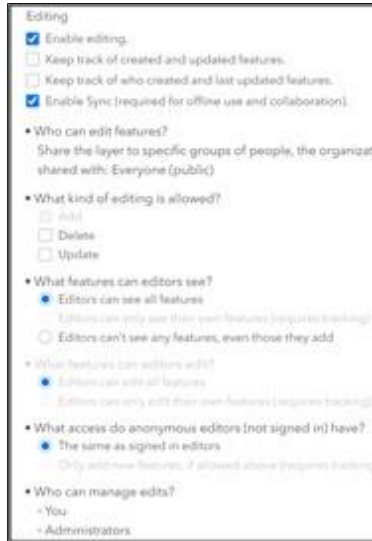 Editing
Enable editing.
Keep track of created and updated features.
Keep track of who created and last updated features.
Enable Sync (required for offline use and collaboration).
• Who can edit features?
Share the layer to specific groups of people, the organizat
shared with: Everyone (public)
• What kind of editing is allowed?
Add
Delete
Update
• What features can editors see?
Editors can see all features
Editors can only see their own features (requires tracking)
Editors can't see any features, even those they add
• What features can editors edit?
Editors can edit all features
Editors can only edit their own features (requires tracking)
• What access do anonymous editors (not signed in) have?
The same as signed in editors
Only add new features, if allowed above (requires tracking
• Who can manage edits?
- You
- Administrators